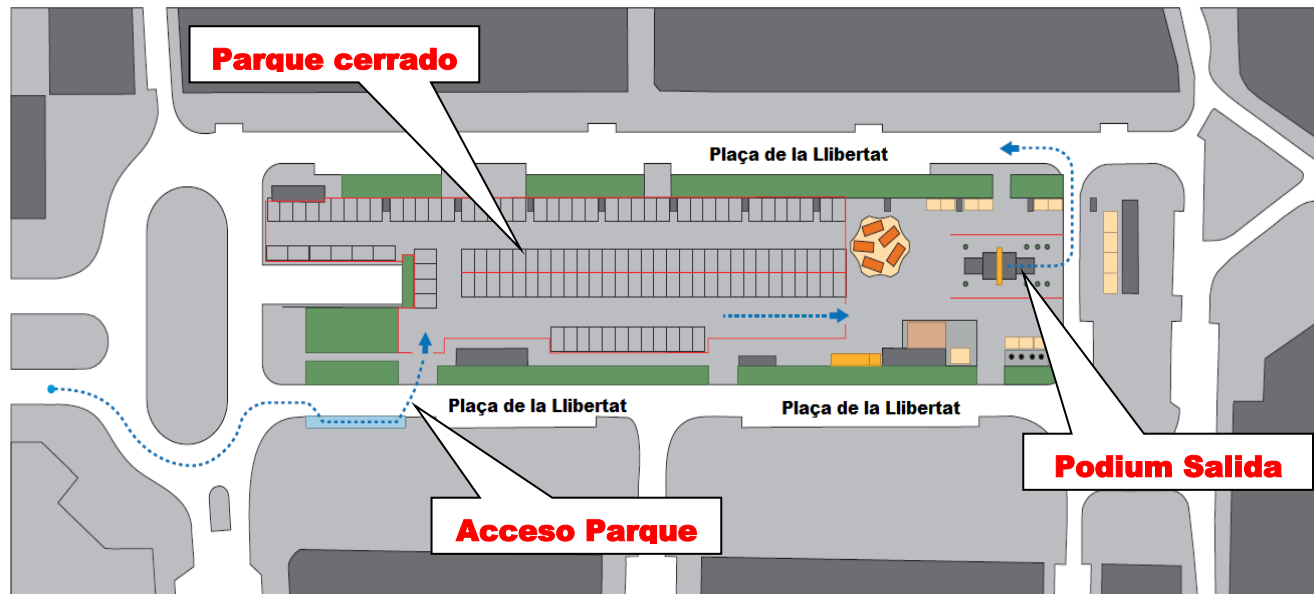 Parque cerrado
Plaça de la Llibertat
Plaça de la Llibertat
Plaça de la Llibertat
Podium Salida
Acceso Parque